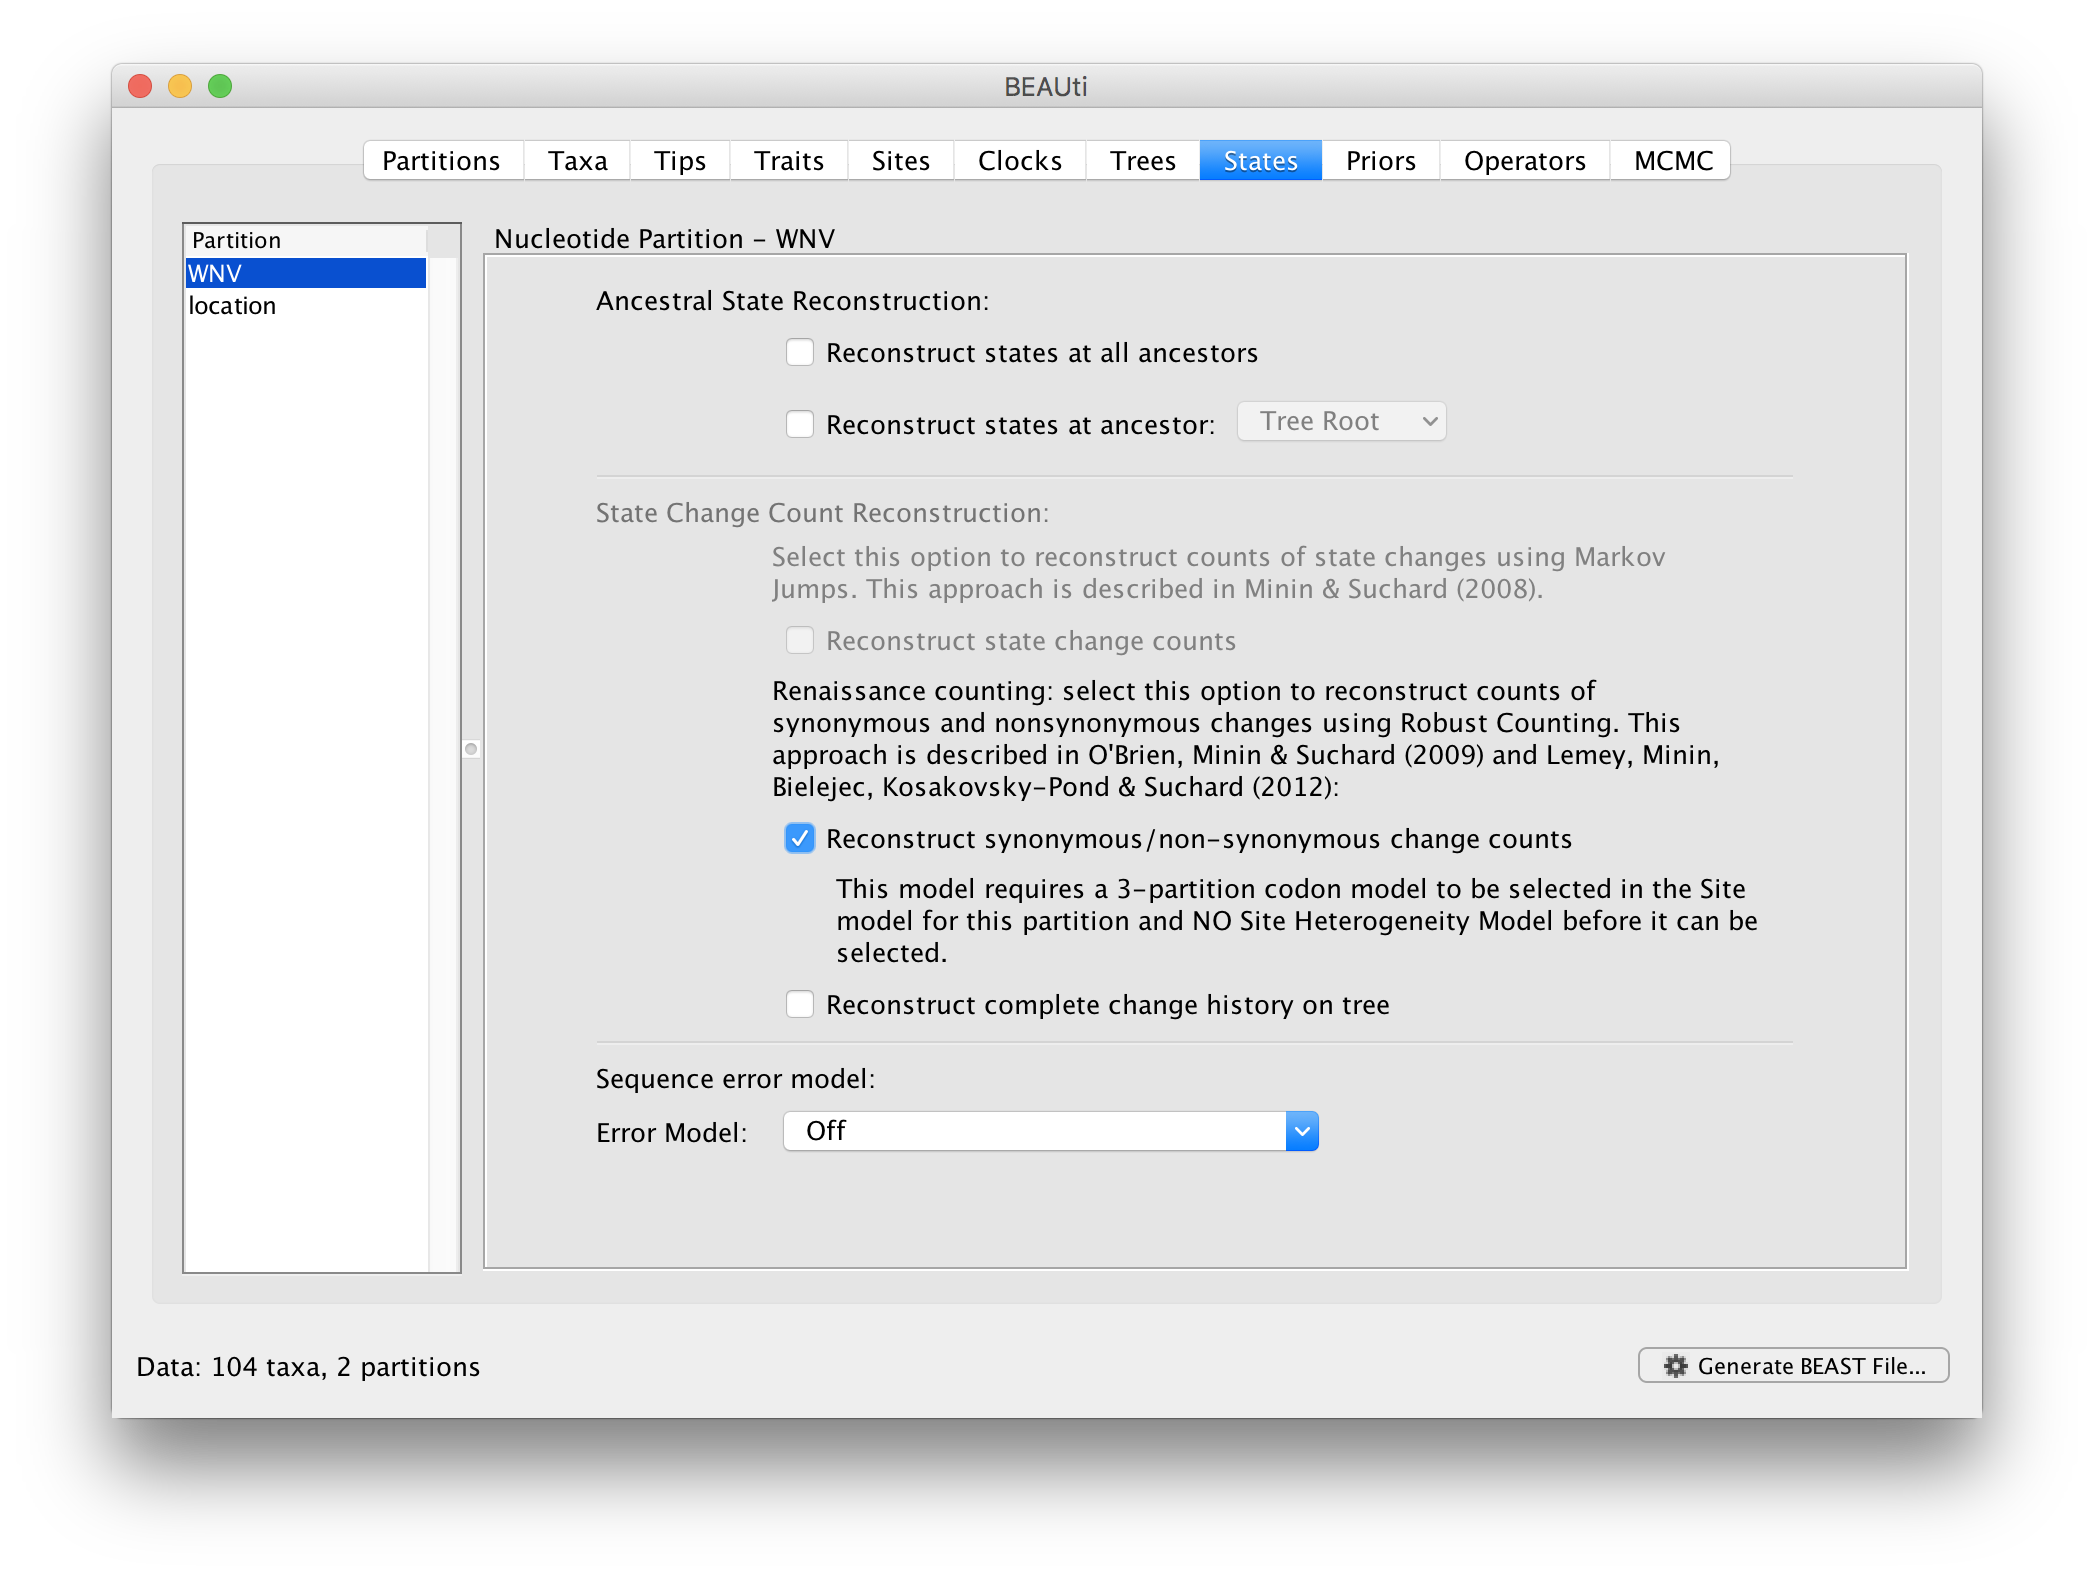 BEAUti
Partitions Taxa Tips Traits Sites Clocks Trees States Priors Operators MCMC
Partition
WNV
location
Nucleotide Partition – WNV
Ancestral State Reconstruction:
Reconstruct states at all ancestors
Reconstruct states at ancestor: Tree Root
State Change Count Reconstruction:
Select this option to reconstruct counts of state changes using Markov
Jumps. This approach is described in Minin & Suchard (2008).
Reconstruct state change counts
Renaissance counting: select this option to reconstruct counts of
synonymous and nonsynonymous changes using Robust Counting. This
approach is described in O'Brien, Minin & Suchard (2009) and Lemey, Minin,
Bielejec, Kosakovsky-Pond & Suchard (2012):
Reconstruct synonymous/non-synonymous change counts
This model requires a 3-partition codon model to be selected in the Site
model for this partition and NO Site Heterogeneity Model before it can be
selected.
Reconstruct complete change history on tree
Sequence error model:
Error Model: Off
Data: 104 taxa, 2 partitions
Generate BEAST File...